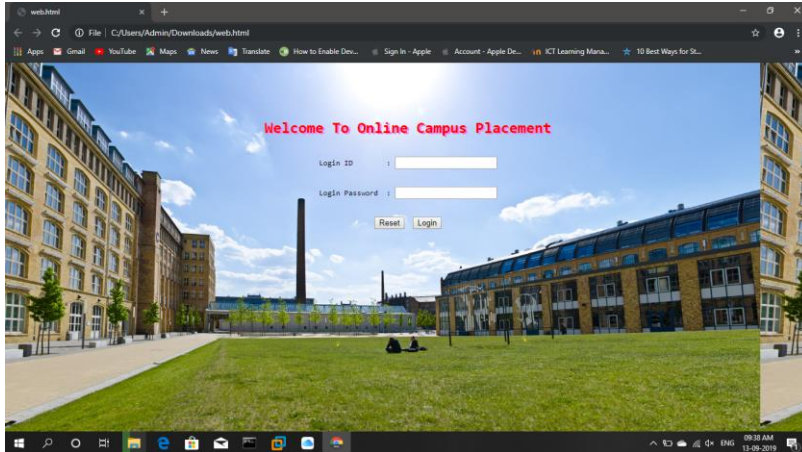 web.html
File | C:/Users/Admin/Downloads/web.html
Apps Gmail YouTube Maps News Translate How to Enable Dev... Sign In - Apple Account - Apple De... ICT Learning Mana... 10 Best Ways for St...
Welcome To Online Campus Placement
Login ID :
Login Password :
Reset Login
ENG 09:38 AM
13-09-2019